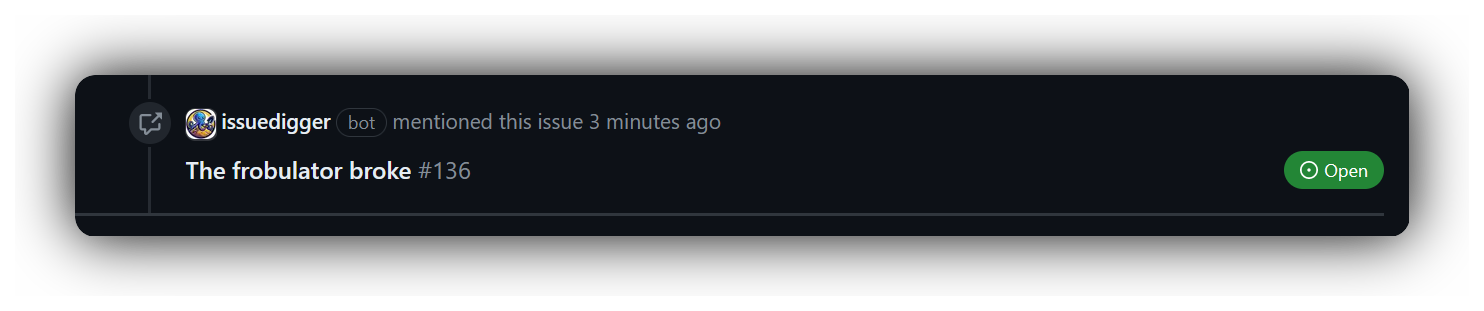 issuedigger bot mentioned this issue 3 minutes ago
The frobulator broke #136 Open